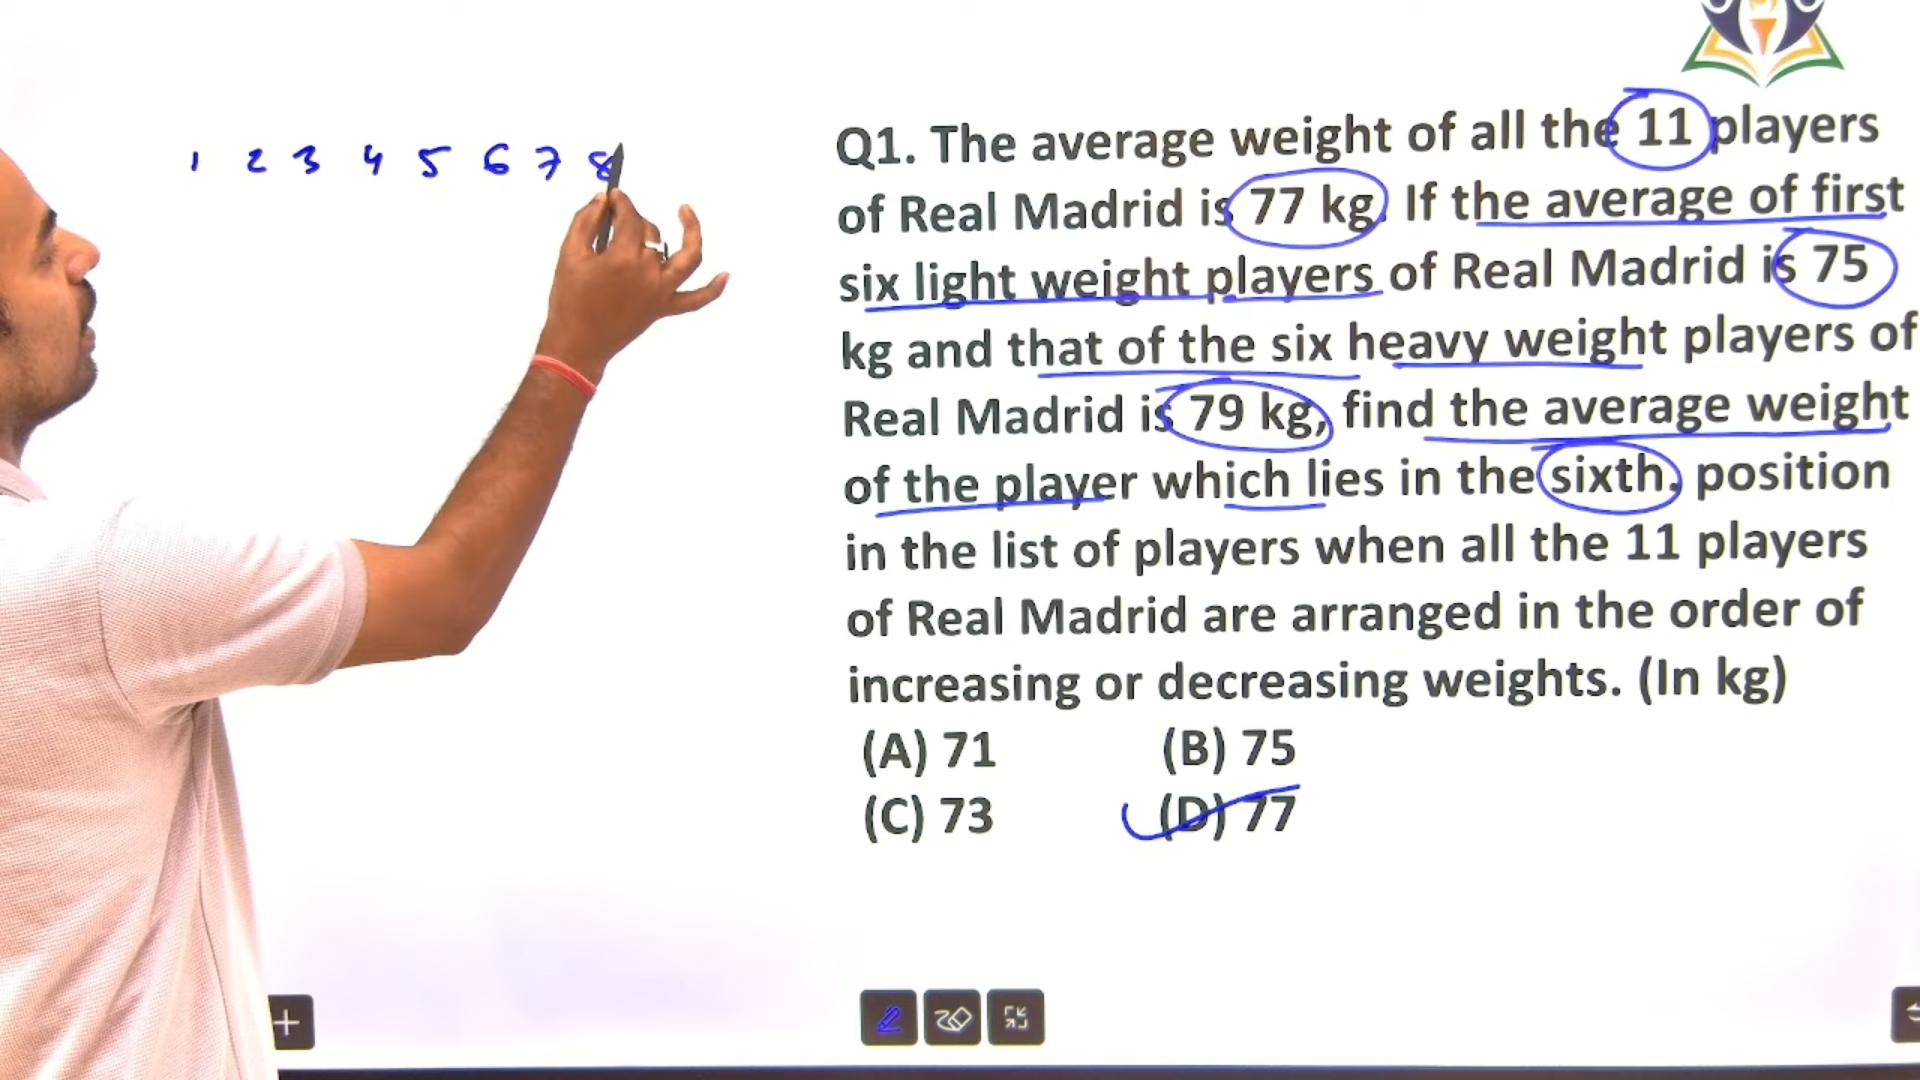 1 2 3 4 5 6 7 8
Q1. The average weight of all the 11 players
of Real Madrid is 77 kg. If the average of first
six light weight players of Real Madrid is 75
kg and that of the six heavy weight players of
Real Madrid is 79 kg, find the average weight
of the player which lies in the sixth. position
in the list of players when all the 11 players
of Real Madrid are arranged in the order of
increasing or decreasing weights. (In kg)
(A) 71 (B) 75
(C) 73 (D) 77